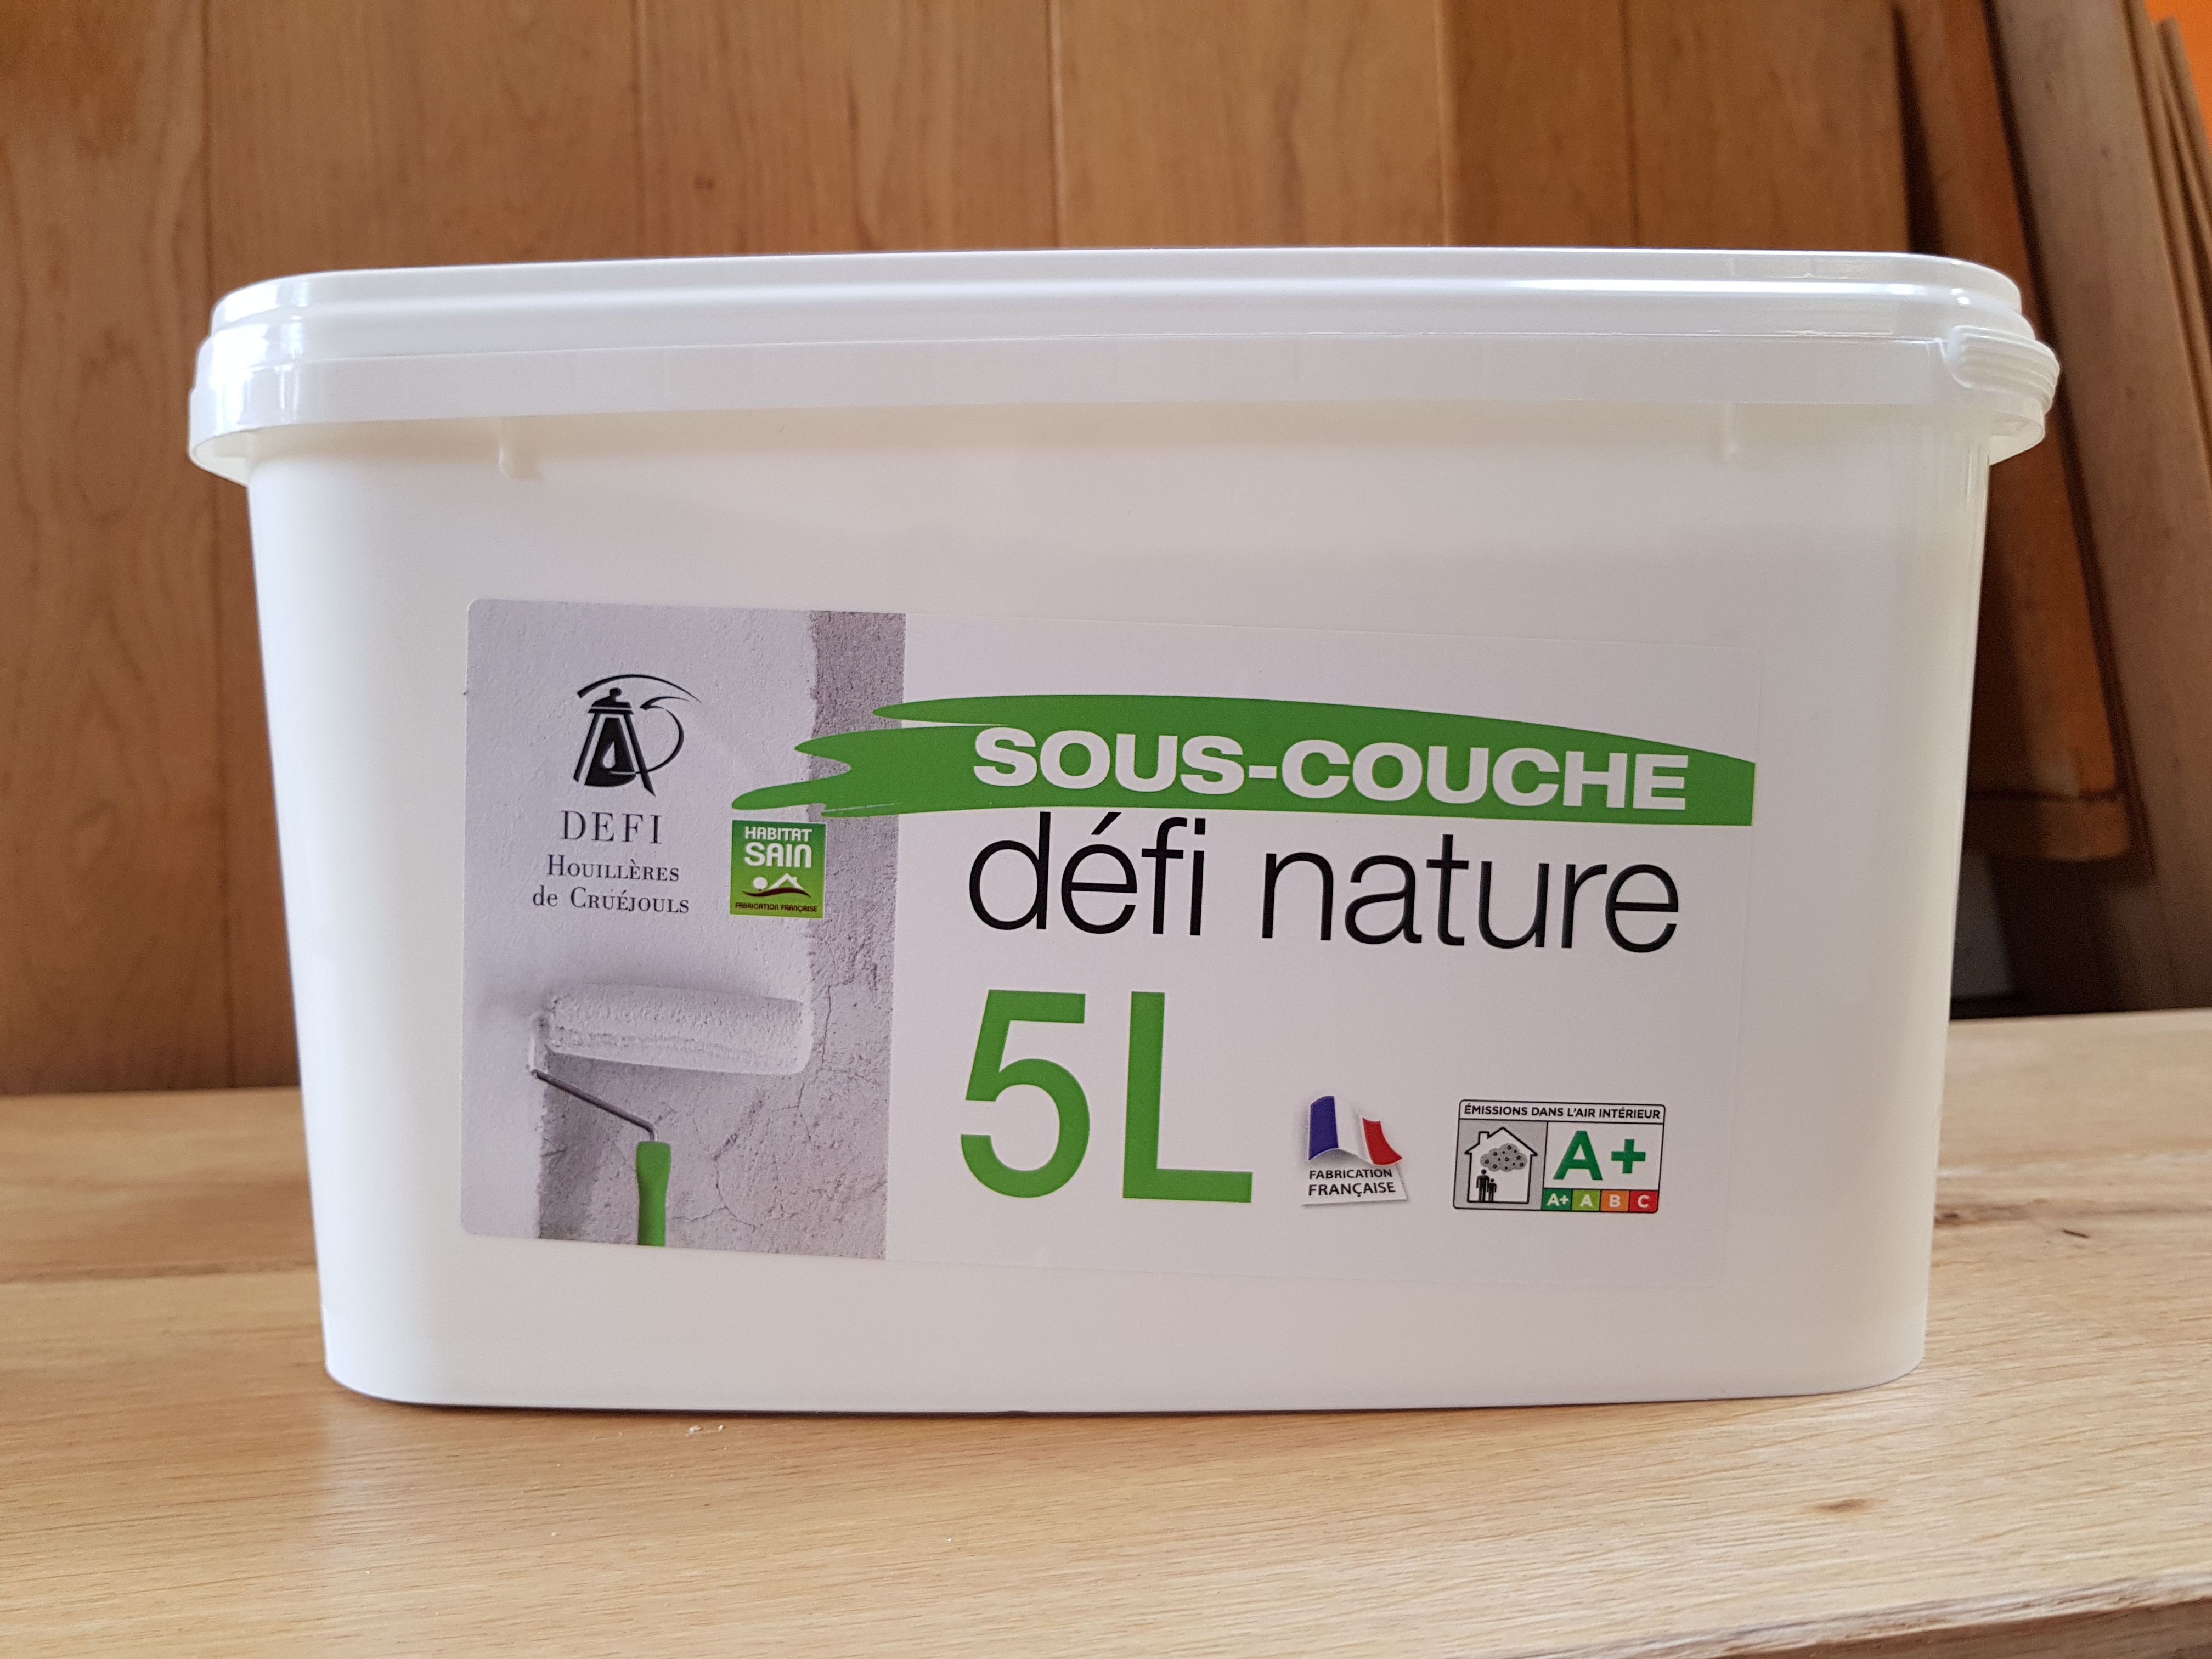 DEFI
HOUILLÈRES
de CRUÉJOULS
HABITAT
SAIN
FABRICATION FRANÇAISE
SOUS-COUCHE
défi nature
5L
FABRICATION
FRANÇAISE
ÉMISSIONS DANS L'AIR INTÉRIEUR
A+
A+ A B C